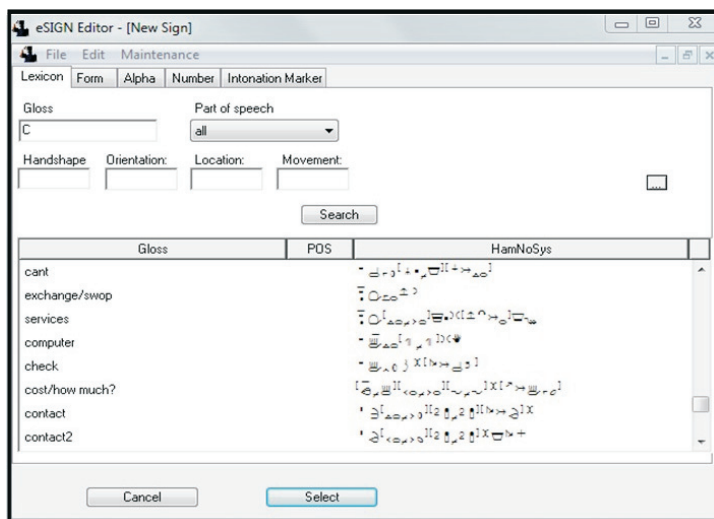 eSIGN Editor - [New Sign]
File Edit Maintenance
Lexicon Form Alpha Number Intonation Marker
Gloss Part of speech
C all
Handshape Orientation: Location: Movement:
...
Search
Gloss POS HamNoSys
cant
exchange/swop
services
computer
check
cost/how much?
contact
contact2
Cancel Select